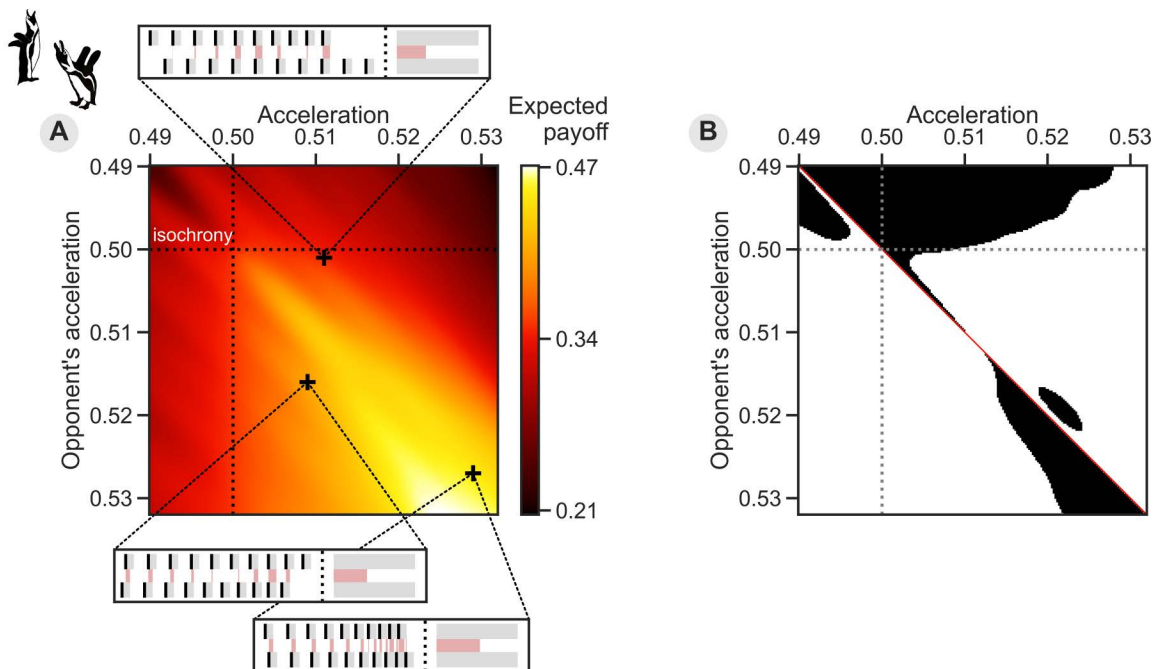 A
Acceleration
0.49 0.50 0.51 0.52 0.53
Expected
payoff
Opponent's acceleration
0.49
0.50
0.51
0.52
0.53
isochrony
0.47
0.34
0.21
B
Acceleration
0.49 0.50 0.51 0.52 0.53
Opponent's acceleration
0.49
0.50
0.51
0.52
0.53